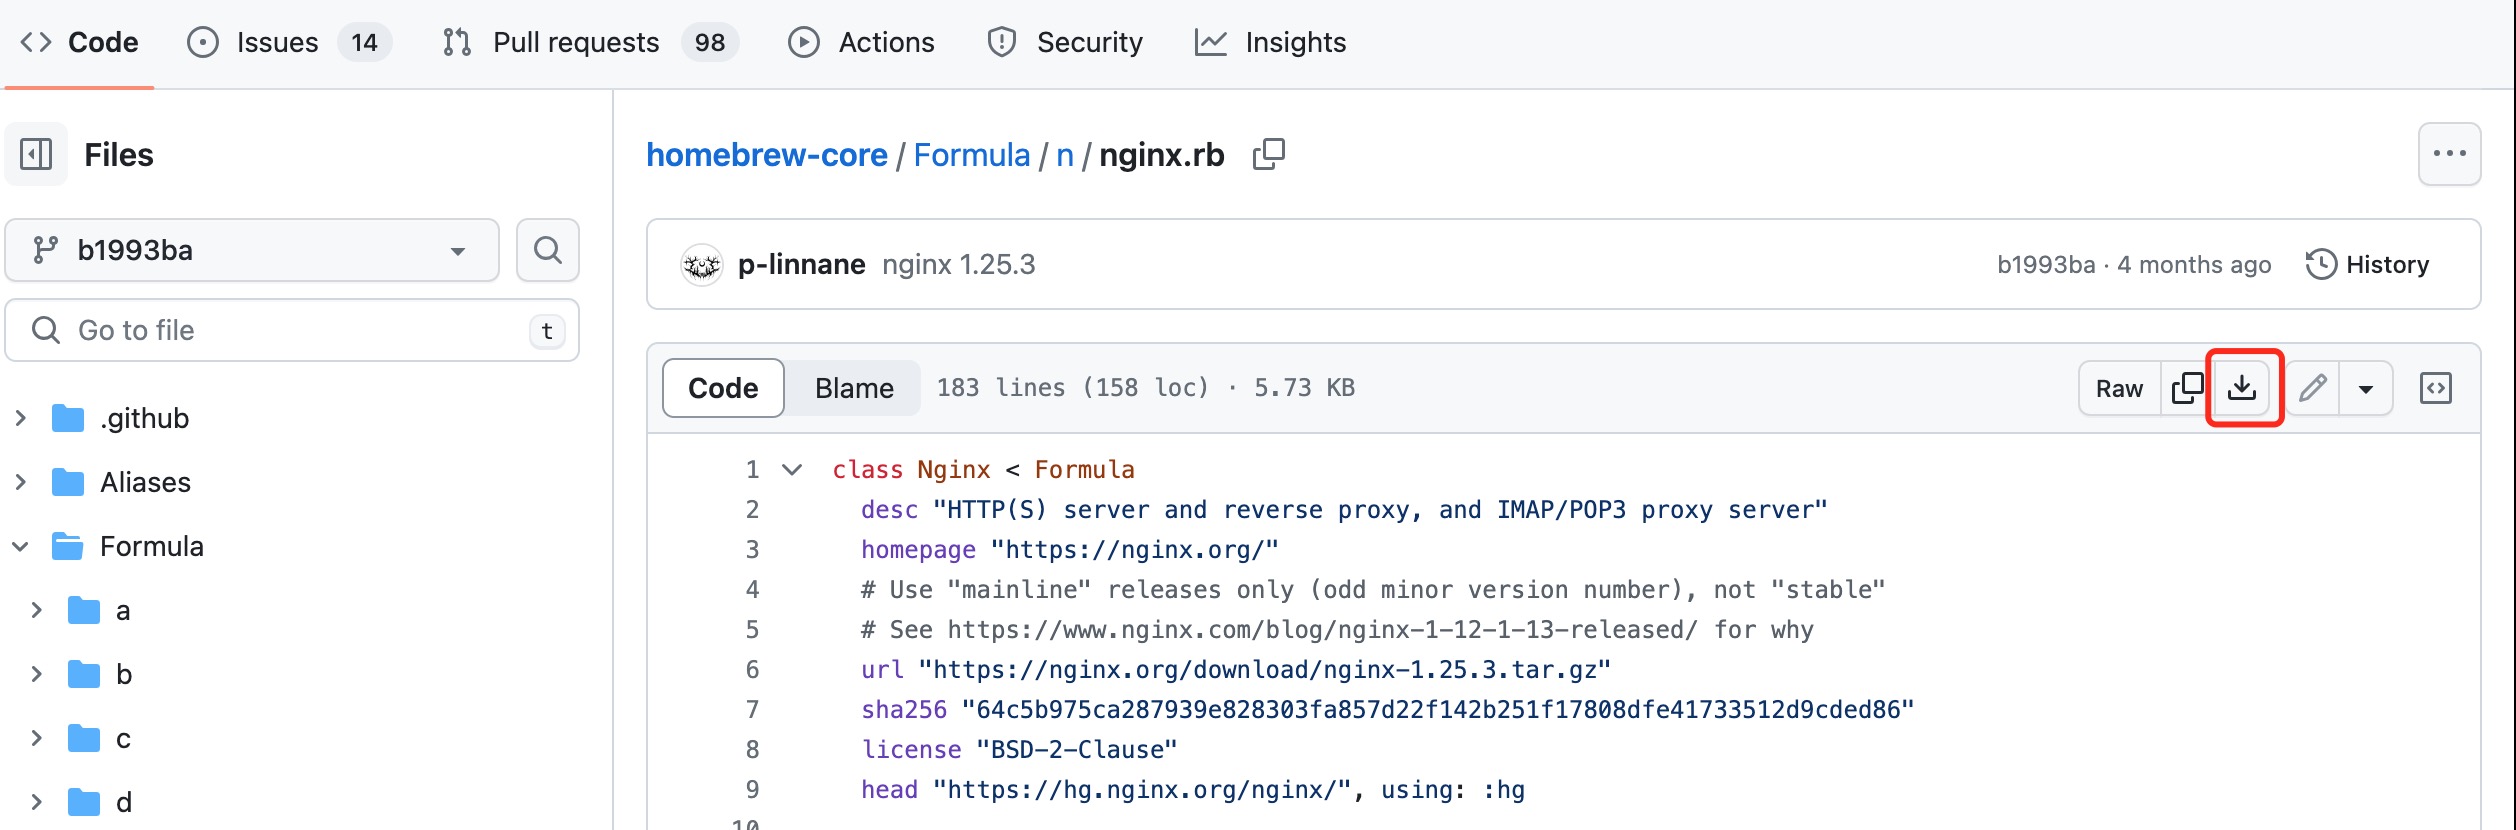 Code Issues 14 Pull requests 98 Actions Security Insights
Files
b1993ba
Go to file t
.github
Aliases
Formula
a
b
c
d
homebrew-core / Formula / n / nginx.rb
p-linnane nginx 1.25.3 b1993ba · 4 months ago History
Code Blame 183 lines (158 loc) · 5.73 KB Raw
1 class Nginx < Formula
2 desc "HTTP(S) server and reverse proxy, and IMAP/POP3 proxy server"
3 homepage "https://nginx.org/"
4 # Use "mainline" releases only (odd minor version number), not "stable"
5 # See https://www.nginx.com/blog/nginx-1-12-1-13-released/ for why
6 url "https://nginx.org/download/nginx-1.25.3.tar.gz"
7 sha256 "64c5b975ca287939e828303fa857d22f142b251f17808dfe41733512d9cded86"
8 license "BSD-2-Clause"
9 head "https://hg.nginx.org/nginx/", using: :hg
10